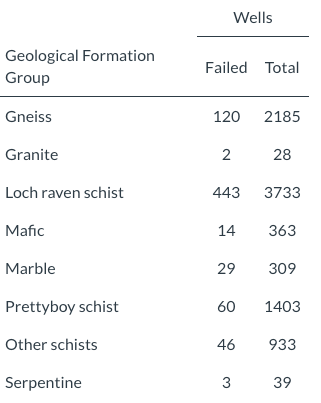 Wells
Geological Formation
Group
Failed Total
Gneiss 120 2185
Granite 2 28
Loch raven schist 443 3733
Mafic 14 363
Marble 29 309
Prettyboy schist 60 1403
Other schists 46 933
Serpentine 3 39